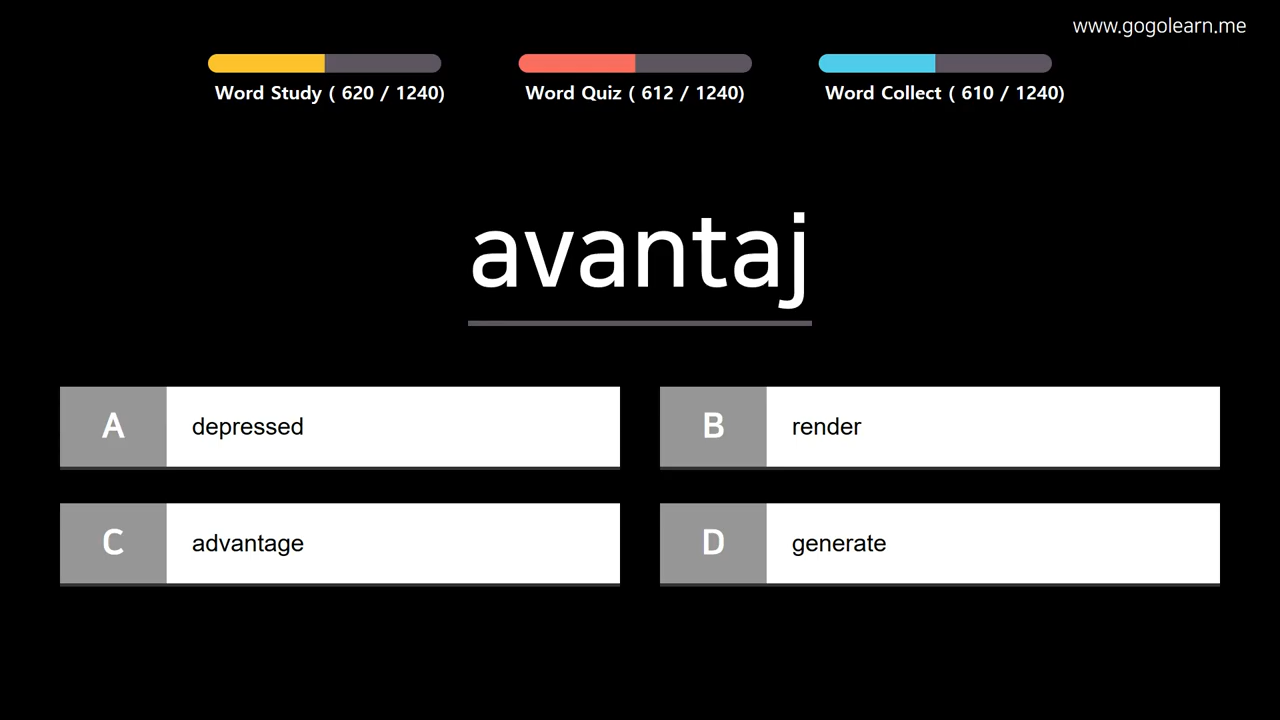 www.gogolearn.me
Word Study ( 620 / 1240)
Word Quiz ( 612 / 1240)
Word Collect ( 610 / 1240)
avantaj
A depressed
B render
C advantage
D generate